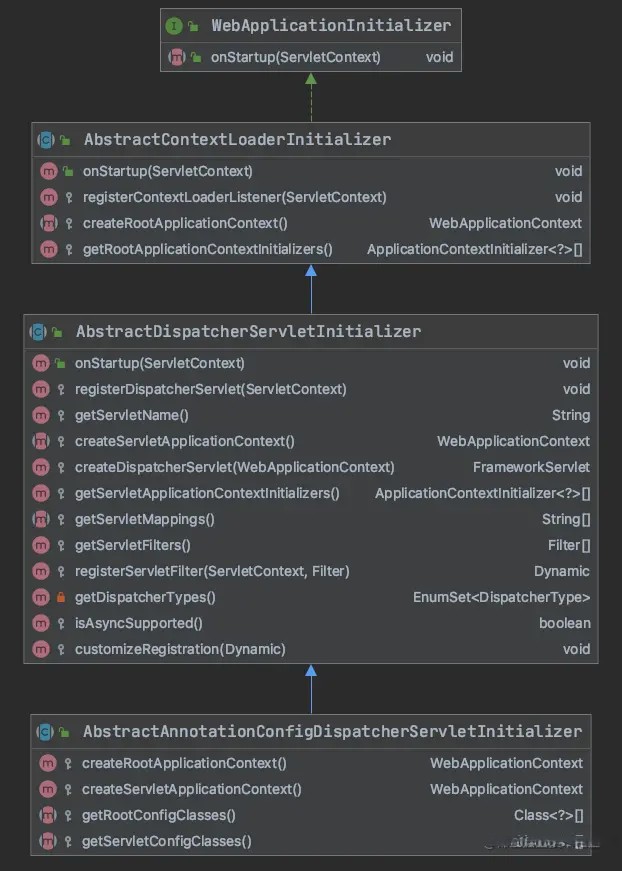 WebApplicationInitializer
onStartup(ServletContext) void
AbstractContextLoaderInitializer
onStartup(ServletContext) void
registerContextLoaderListener(ServletContext) void
createRootApplicationContext() WebApplicationContext
getRootApplicationContextInitializers() ApplicationContextInitializer<?>[]
AbstractDispatcherServletInitializer
onStartup(ServletContext) void
registerDispatcherServlet(ServletContext) void
getServletName() String
createServletApplicationContext() WebApplicationContext
createDispatcherServlet(WebApplicationContext) FrameworkServlet
getServletApplicationContextInitializers() ApplicationContextInitializer<?>[]
getServletMappings() String[]
getServletFilters() Filter[]
registerServletFilter(ServletContext, Filter) Dynamic
getDispatcherTypes() EnumSet<DispatcherType>
isAsyncSupported() boolean
customizeRegistration(Dynamic) void
AbstractAnnotationConfigDispatcherServletInitializer
createRootApplicationContext() WebApplicationContext
createServletApplicationContext() WebApplicationContext
getRootConfigClasses() Class<?>[]
getServletConfigClasses()